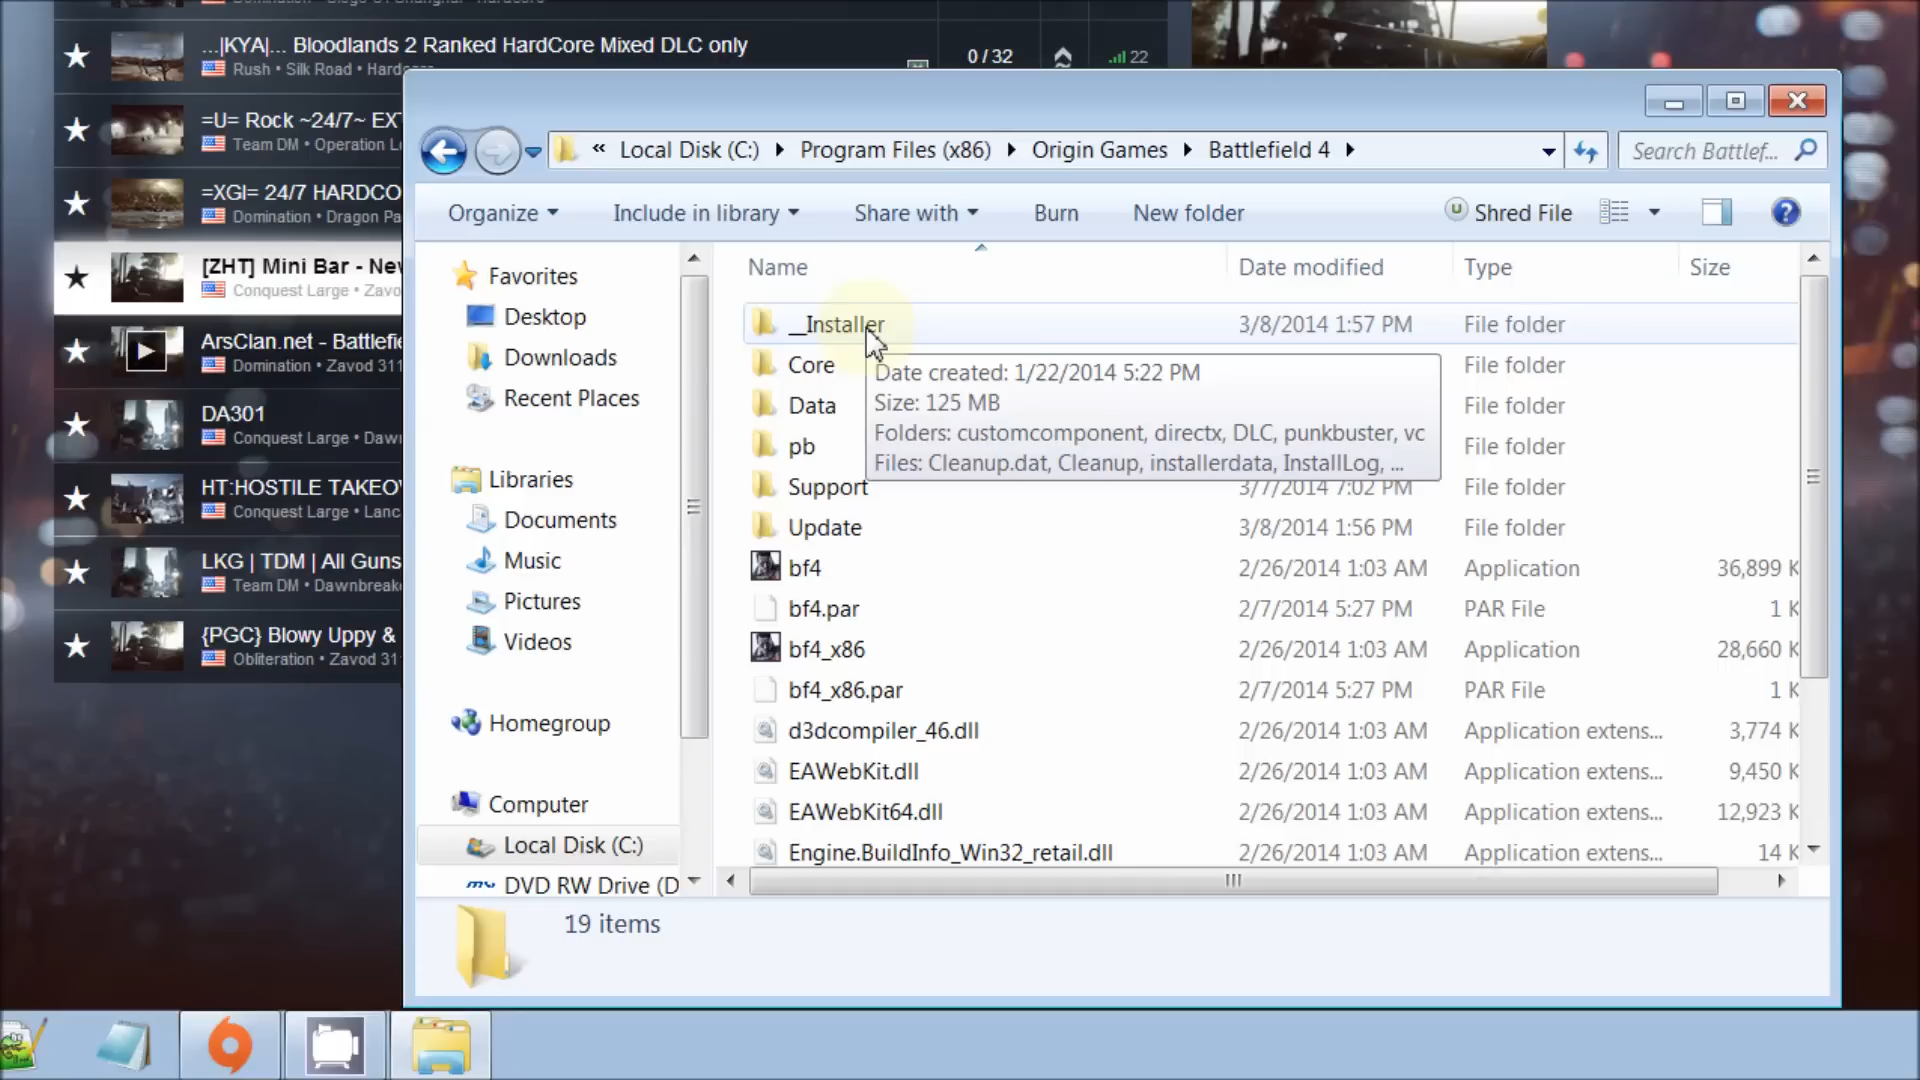 ...|KYA|... Bloodlands 2 Ranked HardCore Mixed DLC only
Rush • Silk Road •
0 / 32
22
=U= Rock ~24/7~ EX
Team DM • Operation L
=XGI= 24/7 HARDCO
Domination • Dragon Pa
[ZHT] Mini Bar - Ne
Conquest Large • Zavo
ArsClan.net - Battlefi
Domination • Zavod 311
DA301
Conquest Large • Daw
HT:HOSTILE TAKEO
Conquest Large • Lanc
LKG | TDM | All Guns
Team DM • Dawnbreak
{PGC} Blowy Uppy &
Obliteration • Zavod 31
« Local Disk (C:) Program Files (x86) Origin Games Battlefield 4
Search Battlef...
Organize Include in library Share with Burn New folder Shred File
Favorites
Desktop
Downloads
Recent Places
Libraries
Documents
Music
Pictures
Videos
Homegroup
Computer
Local Disk (C:)
DVD RW Drive (D
Name Date modified Type Size
__Installer 3/8/2014 1:57 PM File folder
Core File folder
Data File folder
pb File folder
Support 3/7/2014 7:02 PM File folder
Update 3/8/2014 1:56 PM File folder
bf4 2/26/2014 1:03 AM Application 36,899 K
bf4.par 2/7/2014 5:27 PM PAR File 1 K
bf4_x86 2/26/2014 1:03 AM Application 28,660 K
bf4_x86.par 2/7/2014 5:27 PM PAR File 1 K
d3dcompiler_46.dll 2/26/2014 1:03 AM Application extens... 3,774 K
EAWebKit.dll 2/26/2014 1:03 AM Application extens... 9,450 K
EAWebKit64.dll 2/26/2014 1:03 AM Application extens... 12,923 K
Engine.BuildInfo_Win32_retail.dll 2/26/2014 1:03 AM Application extens... 14 K
Date created: 1/22/2014 5:22 PM
Size: 125 MB
Folders: customcomponent, directx, DLC, punkbuster, vc
Files: Cleanup.dat, Cleanup, installerdata, InstallLog, ...
19 items